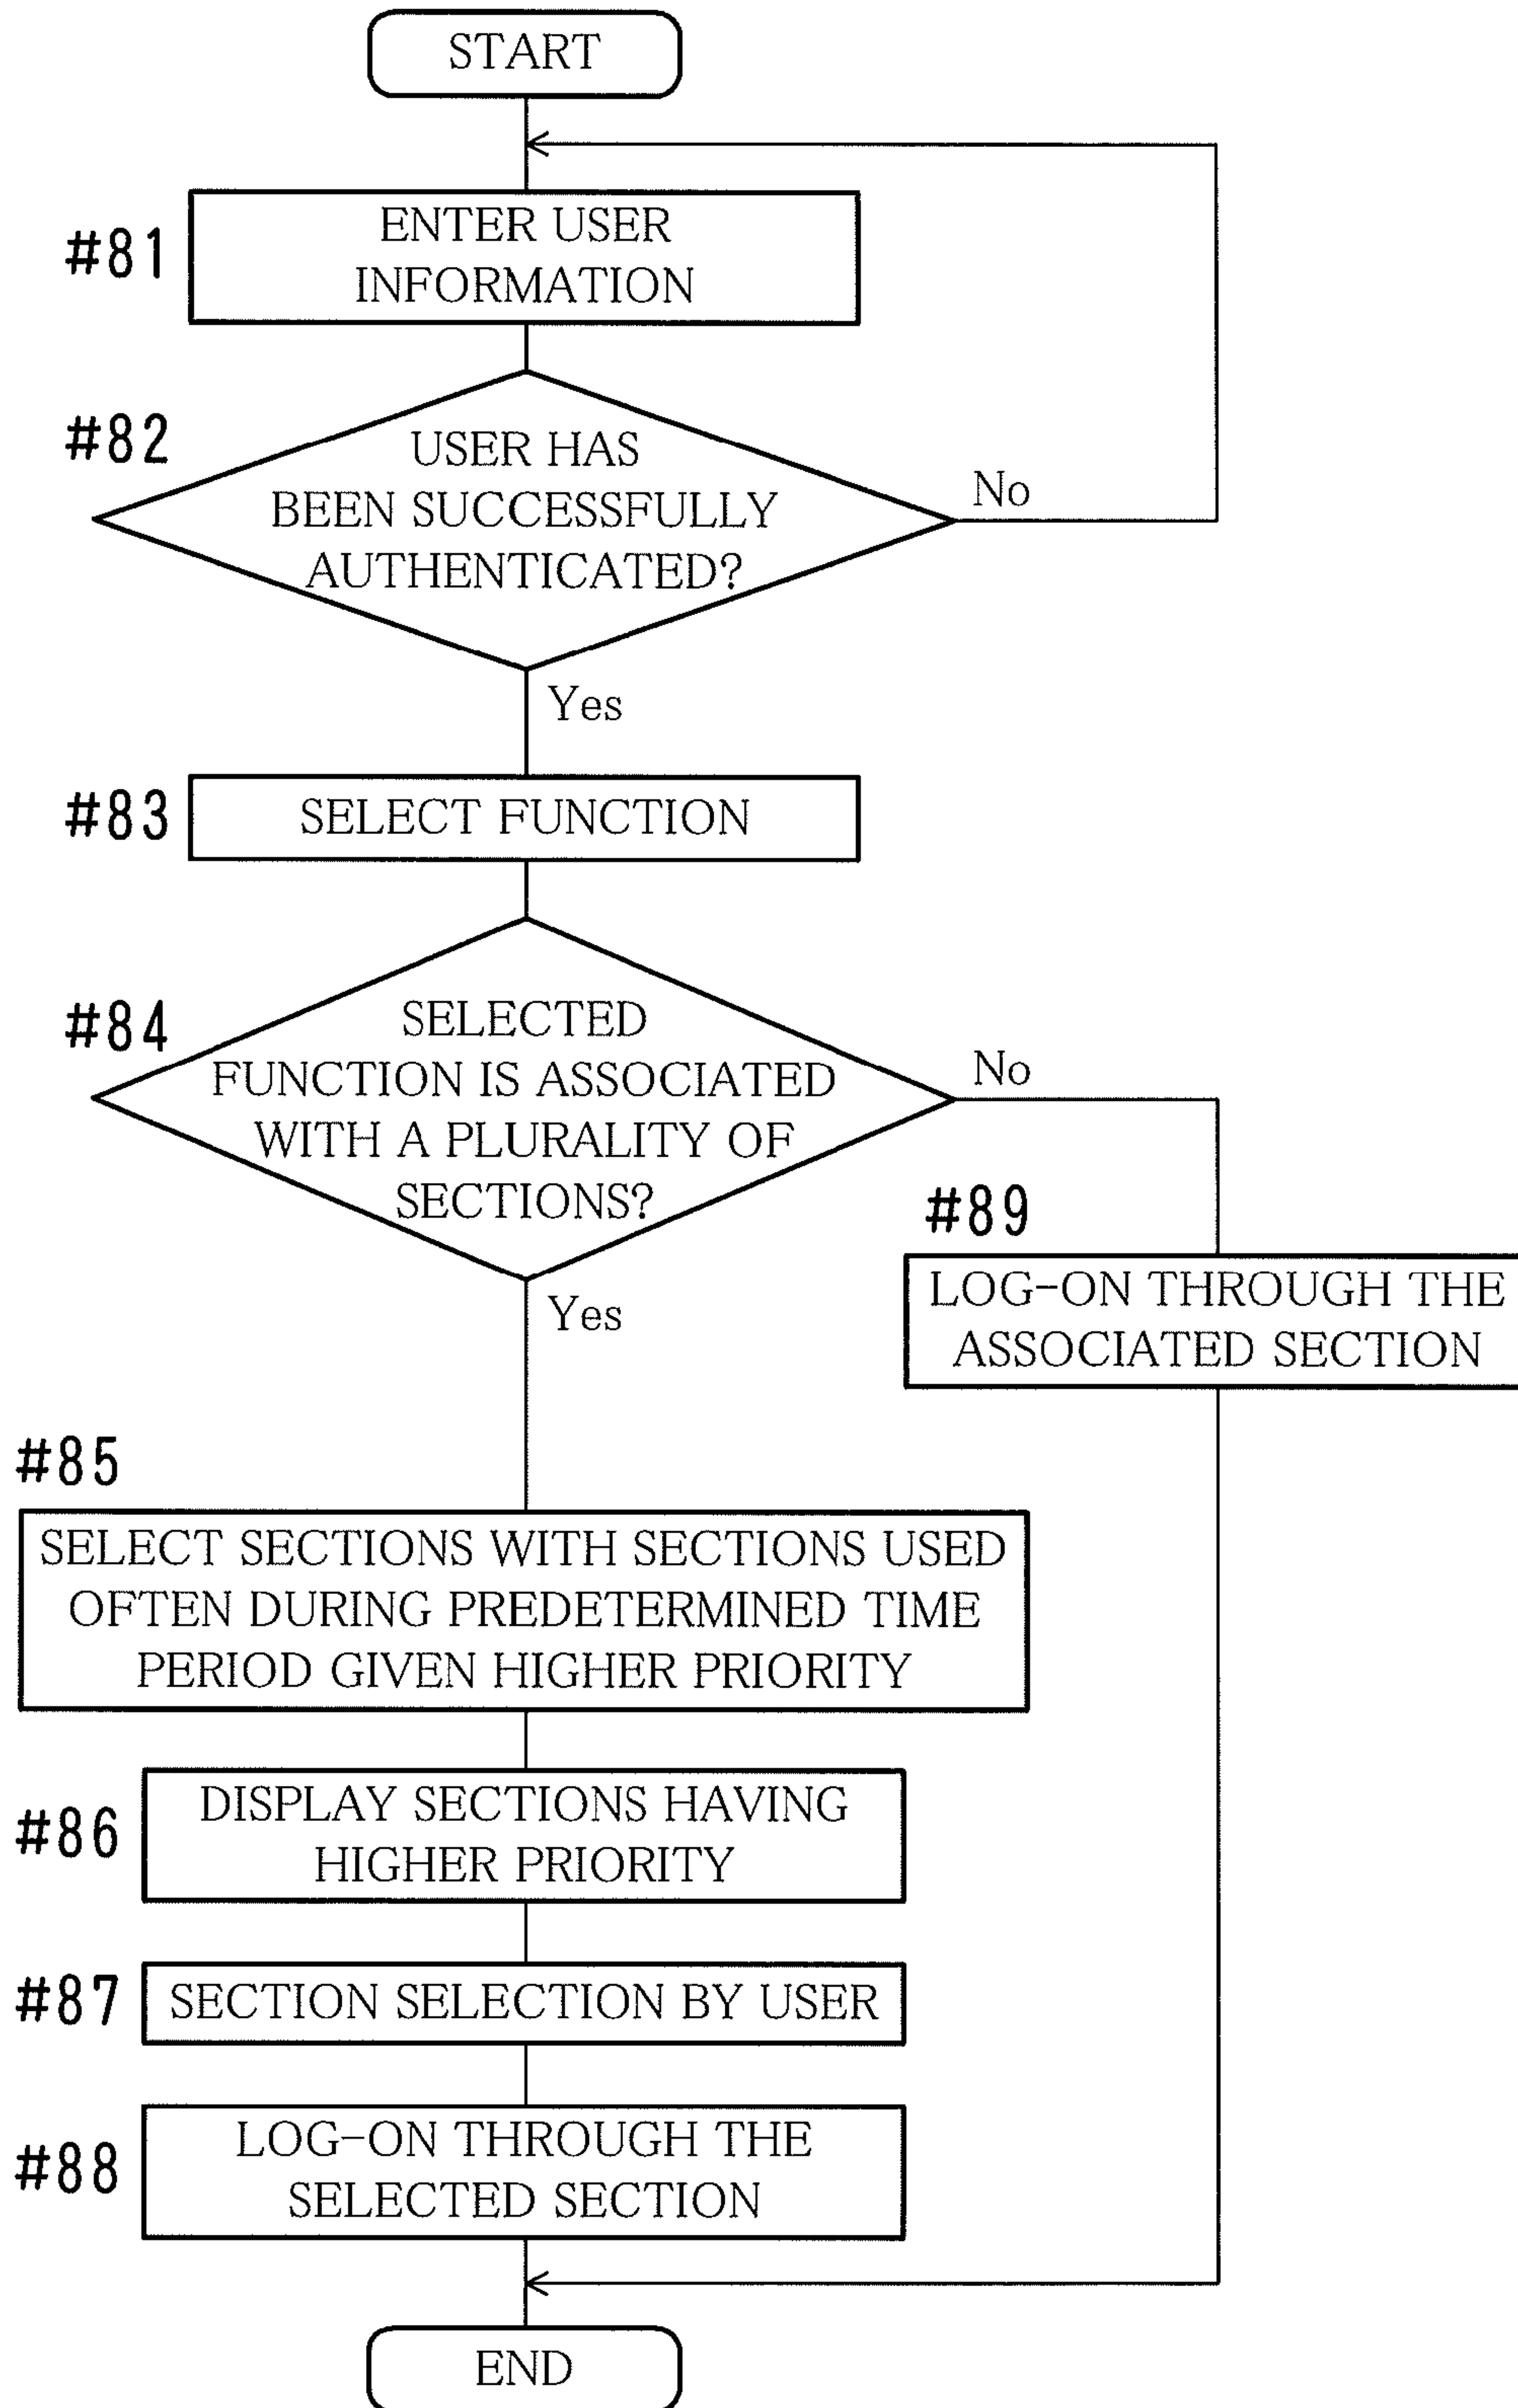 START
#81
ENTER USER
INFORMATION
#82
USER HAS
BEEN SUCCESSFULLY
AUTHENTICATED?
No
Yes
#83
SELECT FUNCTION
#84
SELECTED
FUNCTION IS ASSOCIATED
WITH A PLURALITY OF
SECTIONS?
No
Yes
#89
LOG-ON THROUGH THE
ASSOCIATED SECTION
#85
SELECT SECTIONS WITH SECTIONS USED
OFTEN DURING PREDETERMINED TIME
PERIOD GIVEN HIGHER PRIORITY
#86
DISPLAY SECTIONS HAVING
HIGHER PRIORITY
#87
SECTION SELECTION BY USER
#88
LOG-ON THROUGH THE
SELECTED SECTION
END